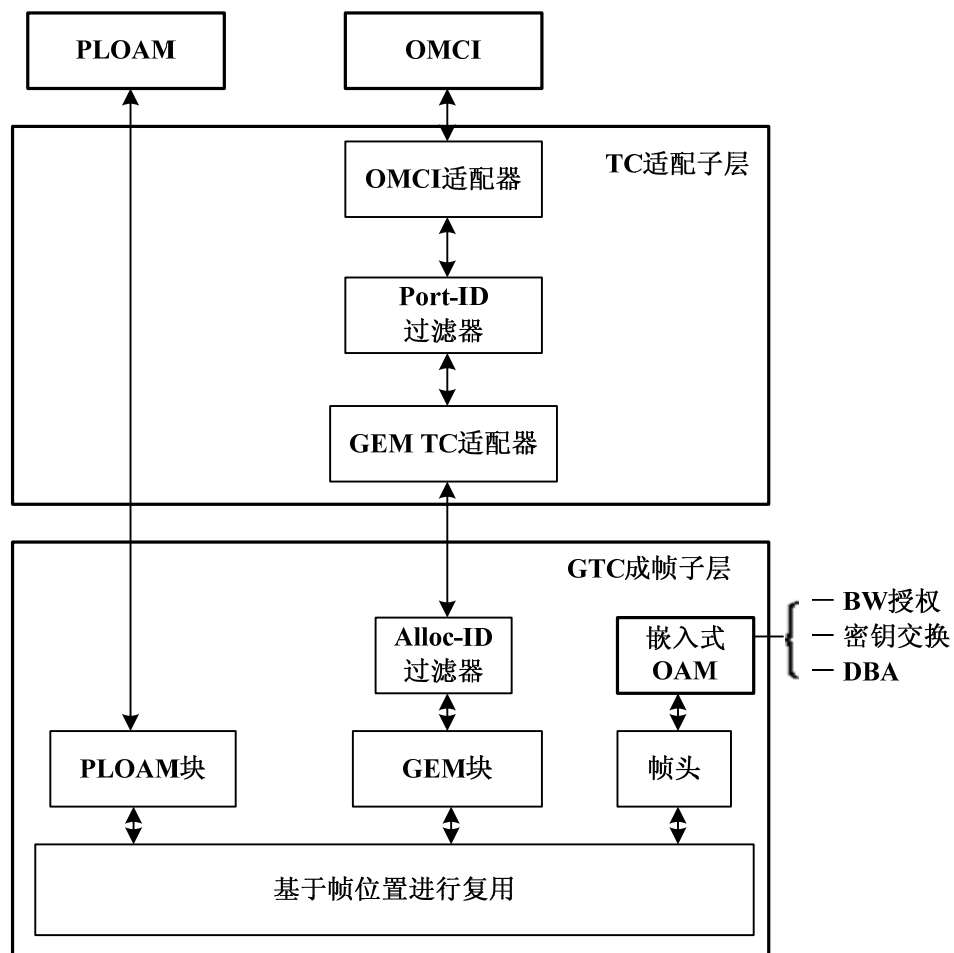 PLOAM
OMCI
TC适配子层
OMCI适配器
Port-ID
过滤器
GEM TC适配器
GTC成帧子层
Alloc-ID
过滤器
嵌入式
OAM
— BW授权
— 密钥交换
— DBA
PLOAM块
GEM块
帧头
基于帧位置进行复用